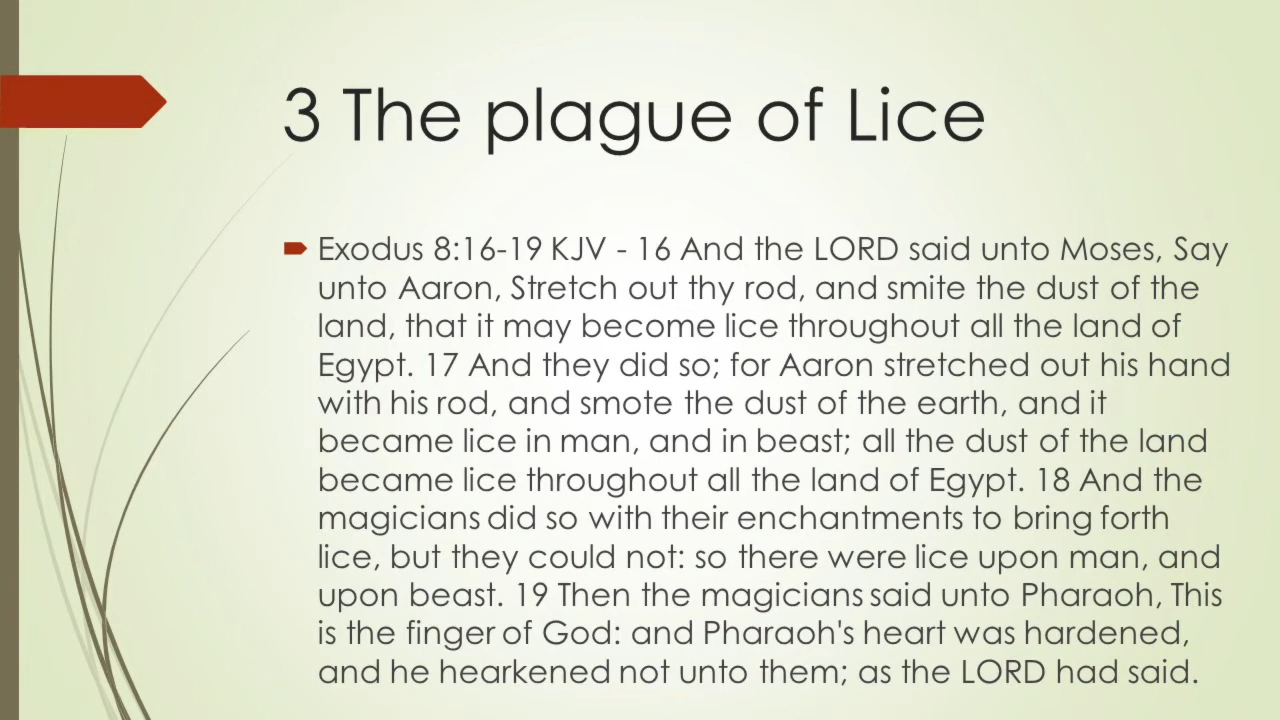 3 The plague of Lice
Exodus 8:16-19 KJV - 16 And the LORD said unto Moses, Say
unto Aaron, Stretch out thy rod, and smite the dust of the
land, that it may become lice throughout all the land of
Egypt. 17 And they did so; for Aaron stretched out his hand
with his rod, and smote the dust of the earth, and it
became lice in man, and in beast; all the dust of the land
became lice throughout all the land of Egypt. 18 And the
magicians did so with their enchantments to bring forth
lice, but they could not: so there were lice upon man, and
upon beast. 19 Then the magicians said unto Pharaoh, This
is the finger of God: and Pharaoh's heart was hardened,
and he hearkened not unto them; as the LORD had said.